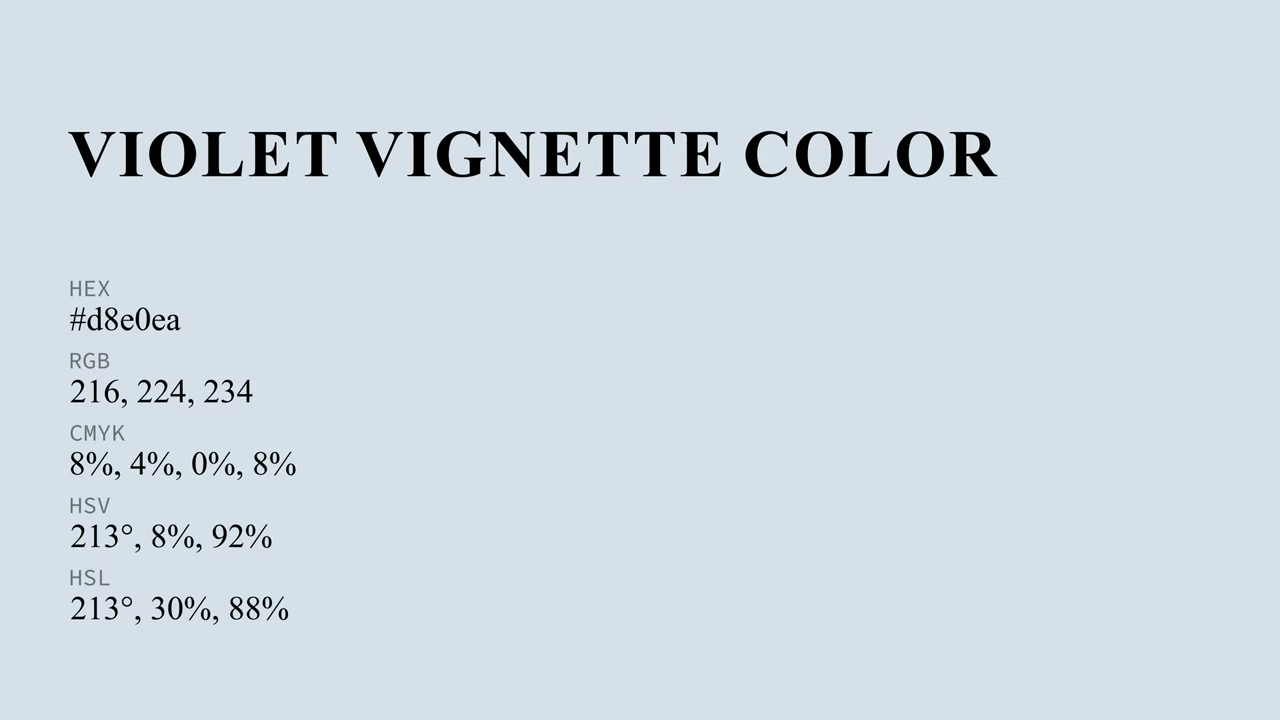 VIOLET VIGNETTE COLOR
HEX
#d8e0ea
RGB
216, 224, 234
CMYK
8%, 4%, 0%, 8%
HSV
213°, 8%, 92%
HSL
213°, 30%, 88%